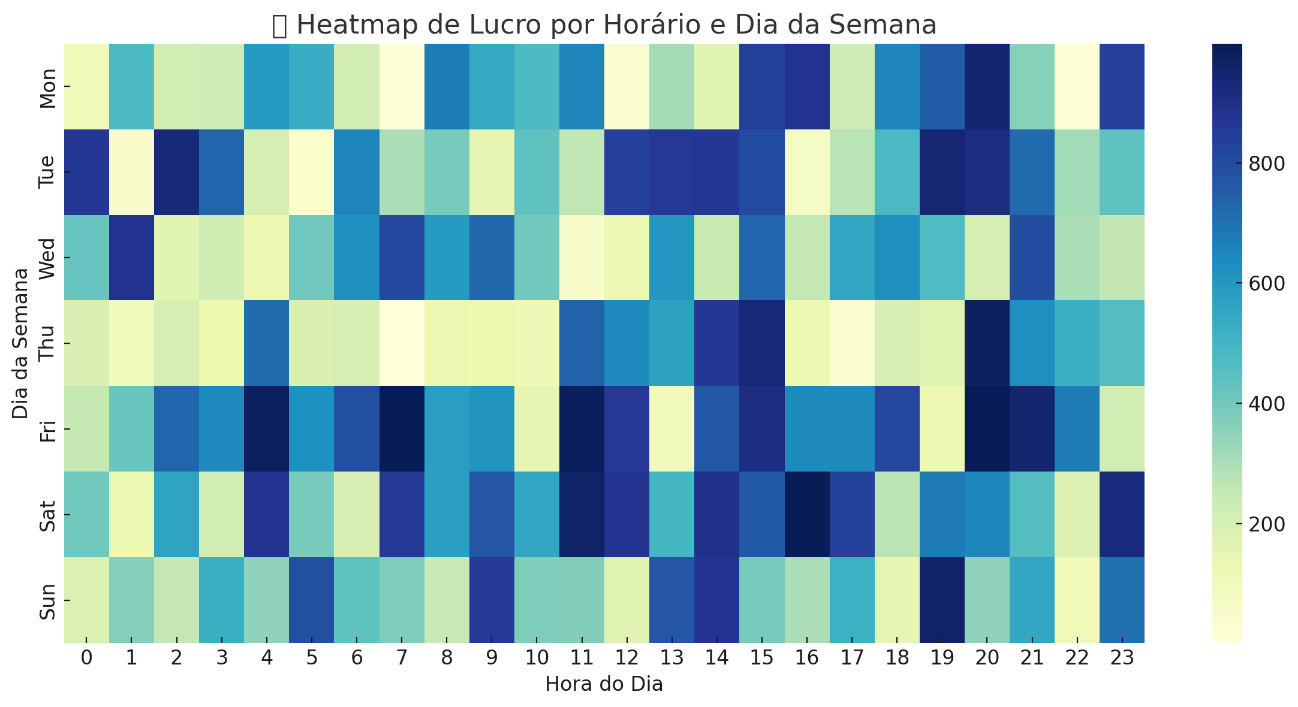 ▯ Heatmap de Lucro por Horário e Dia da Semana
Dia da Semana
Mon
Tue
Wed
Thu
Fri
Sat
Sun
0 1 2 3 4 5 6 7 8 9 10 11 12 13 14 15 16 17 18 19 20 21 22 23
Hora do Dia
800
600
400
200